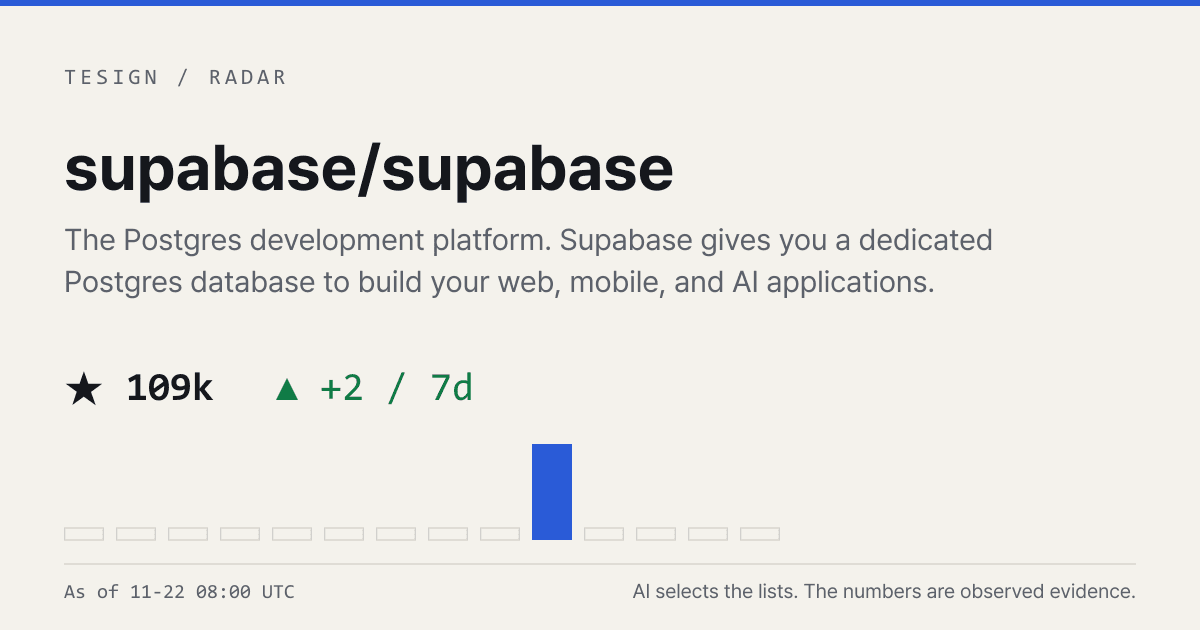 TESIGN / RADAR
supabase/supabase
The Postgres development platform. Supabase gives you a dedicated
Postgres database to build your web, mobile, and AI applications.
★ 109k ▲ +2 / 7d
As of 11-22 08:00 UTC
AI selects the lists. The numbers are observed evidence.